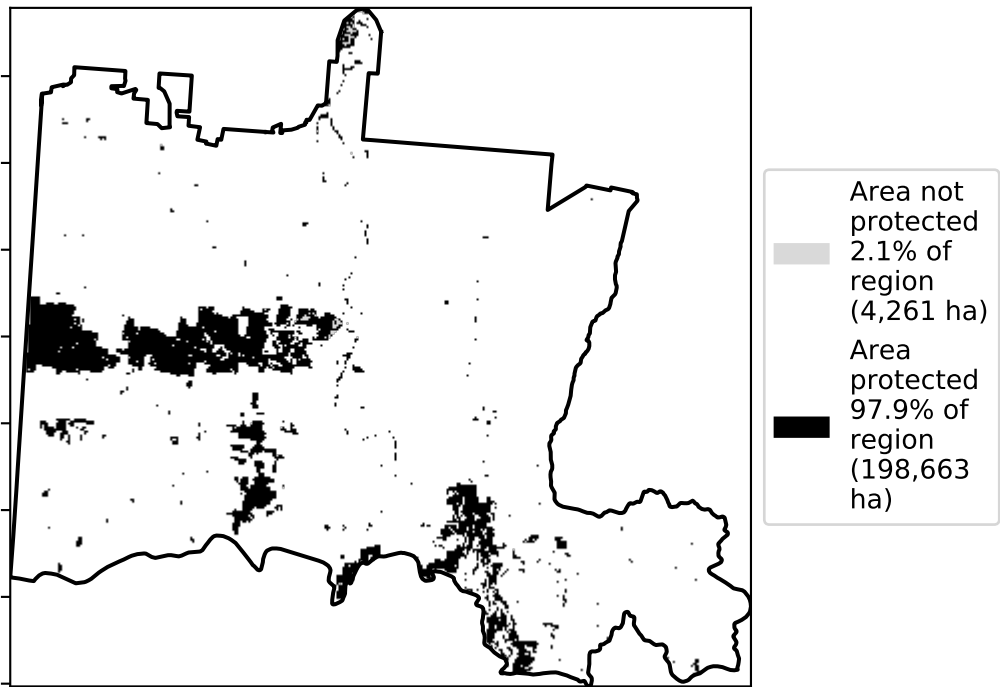 Area not
protected
2.1% of
region
(4,261 ha)
Area
protected
97.9% of
region
(198,663
ha)